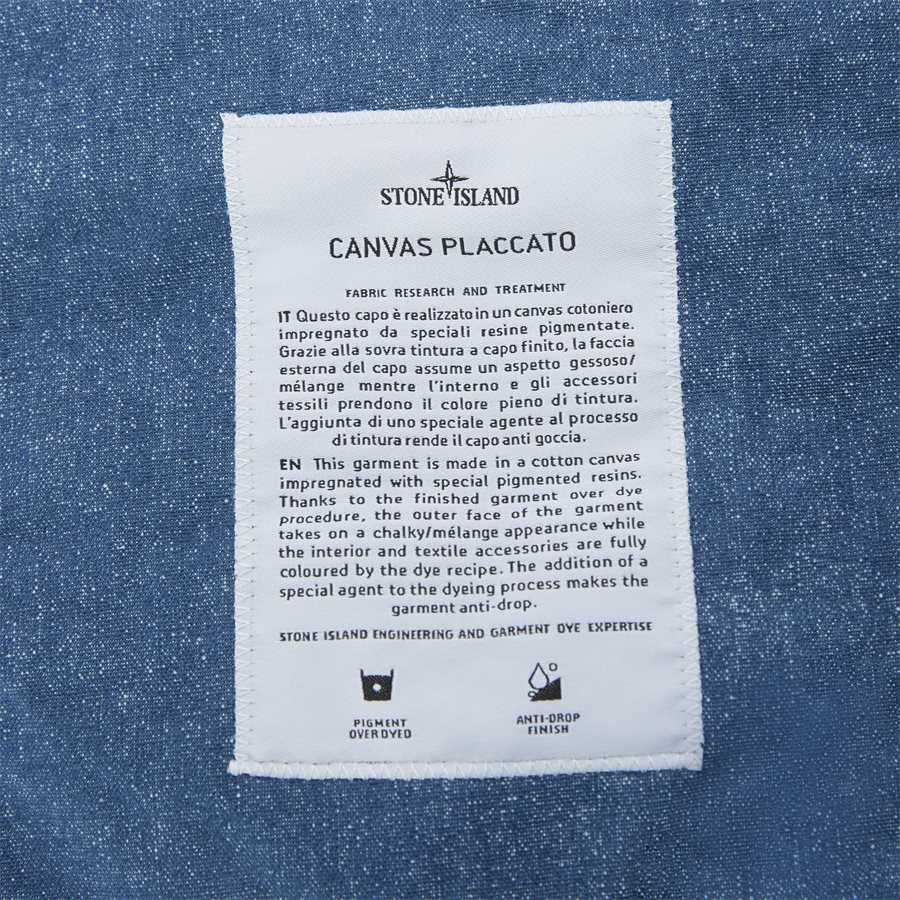 STONE ISLAND
CANVAS PLACCATO
FABRIC RESEARCH AND TREATMENT
IT Questo capo è realizzato in un canvas cotoniero
impregnato da speciali resine pigmentate.
Grazie alla sovra tintura a capo finito, la faccia
esterna del capo assume un aspetto gessoso/
mélange mentre l'interno e gli accessori
tessili prendono il colore pieno di tintura.
L'aggiunta di uno speciale agente al processo
di tintura rende il capo anti goccia.
EN This garment is made in a cotton canvas
impregnated with special pigmented resins.
Thanks to the finished garment over dye
procedure, the outer face of the garment
takes on a chalky/mélange appearance while
the interior and textile accessories are fully
coloured by the dye recipe. The addition of a
special agent to the dyeing process makes the
garment anti-drop.
STONE ISLAND ENGINEERING AND GARMENT DYE EXPERTISE
PIGMENT
OVERDYED
ANTI-DROP
FINISH